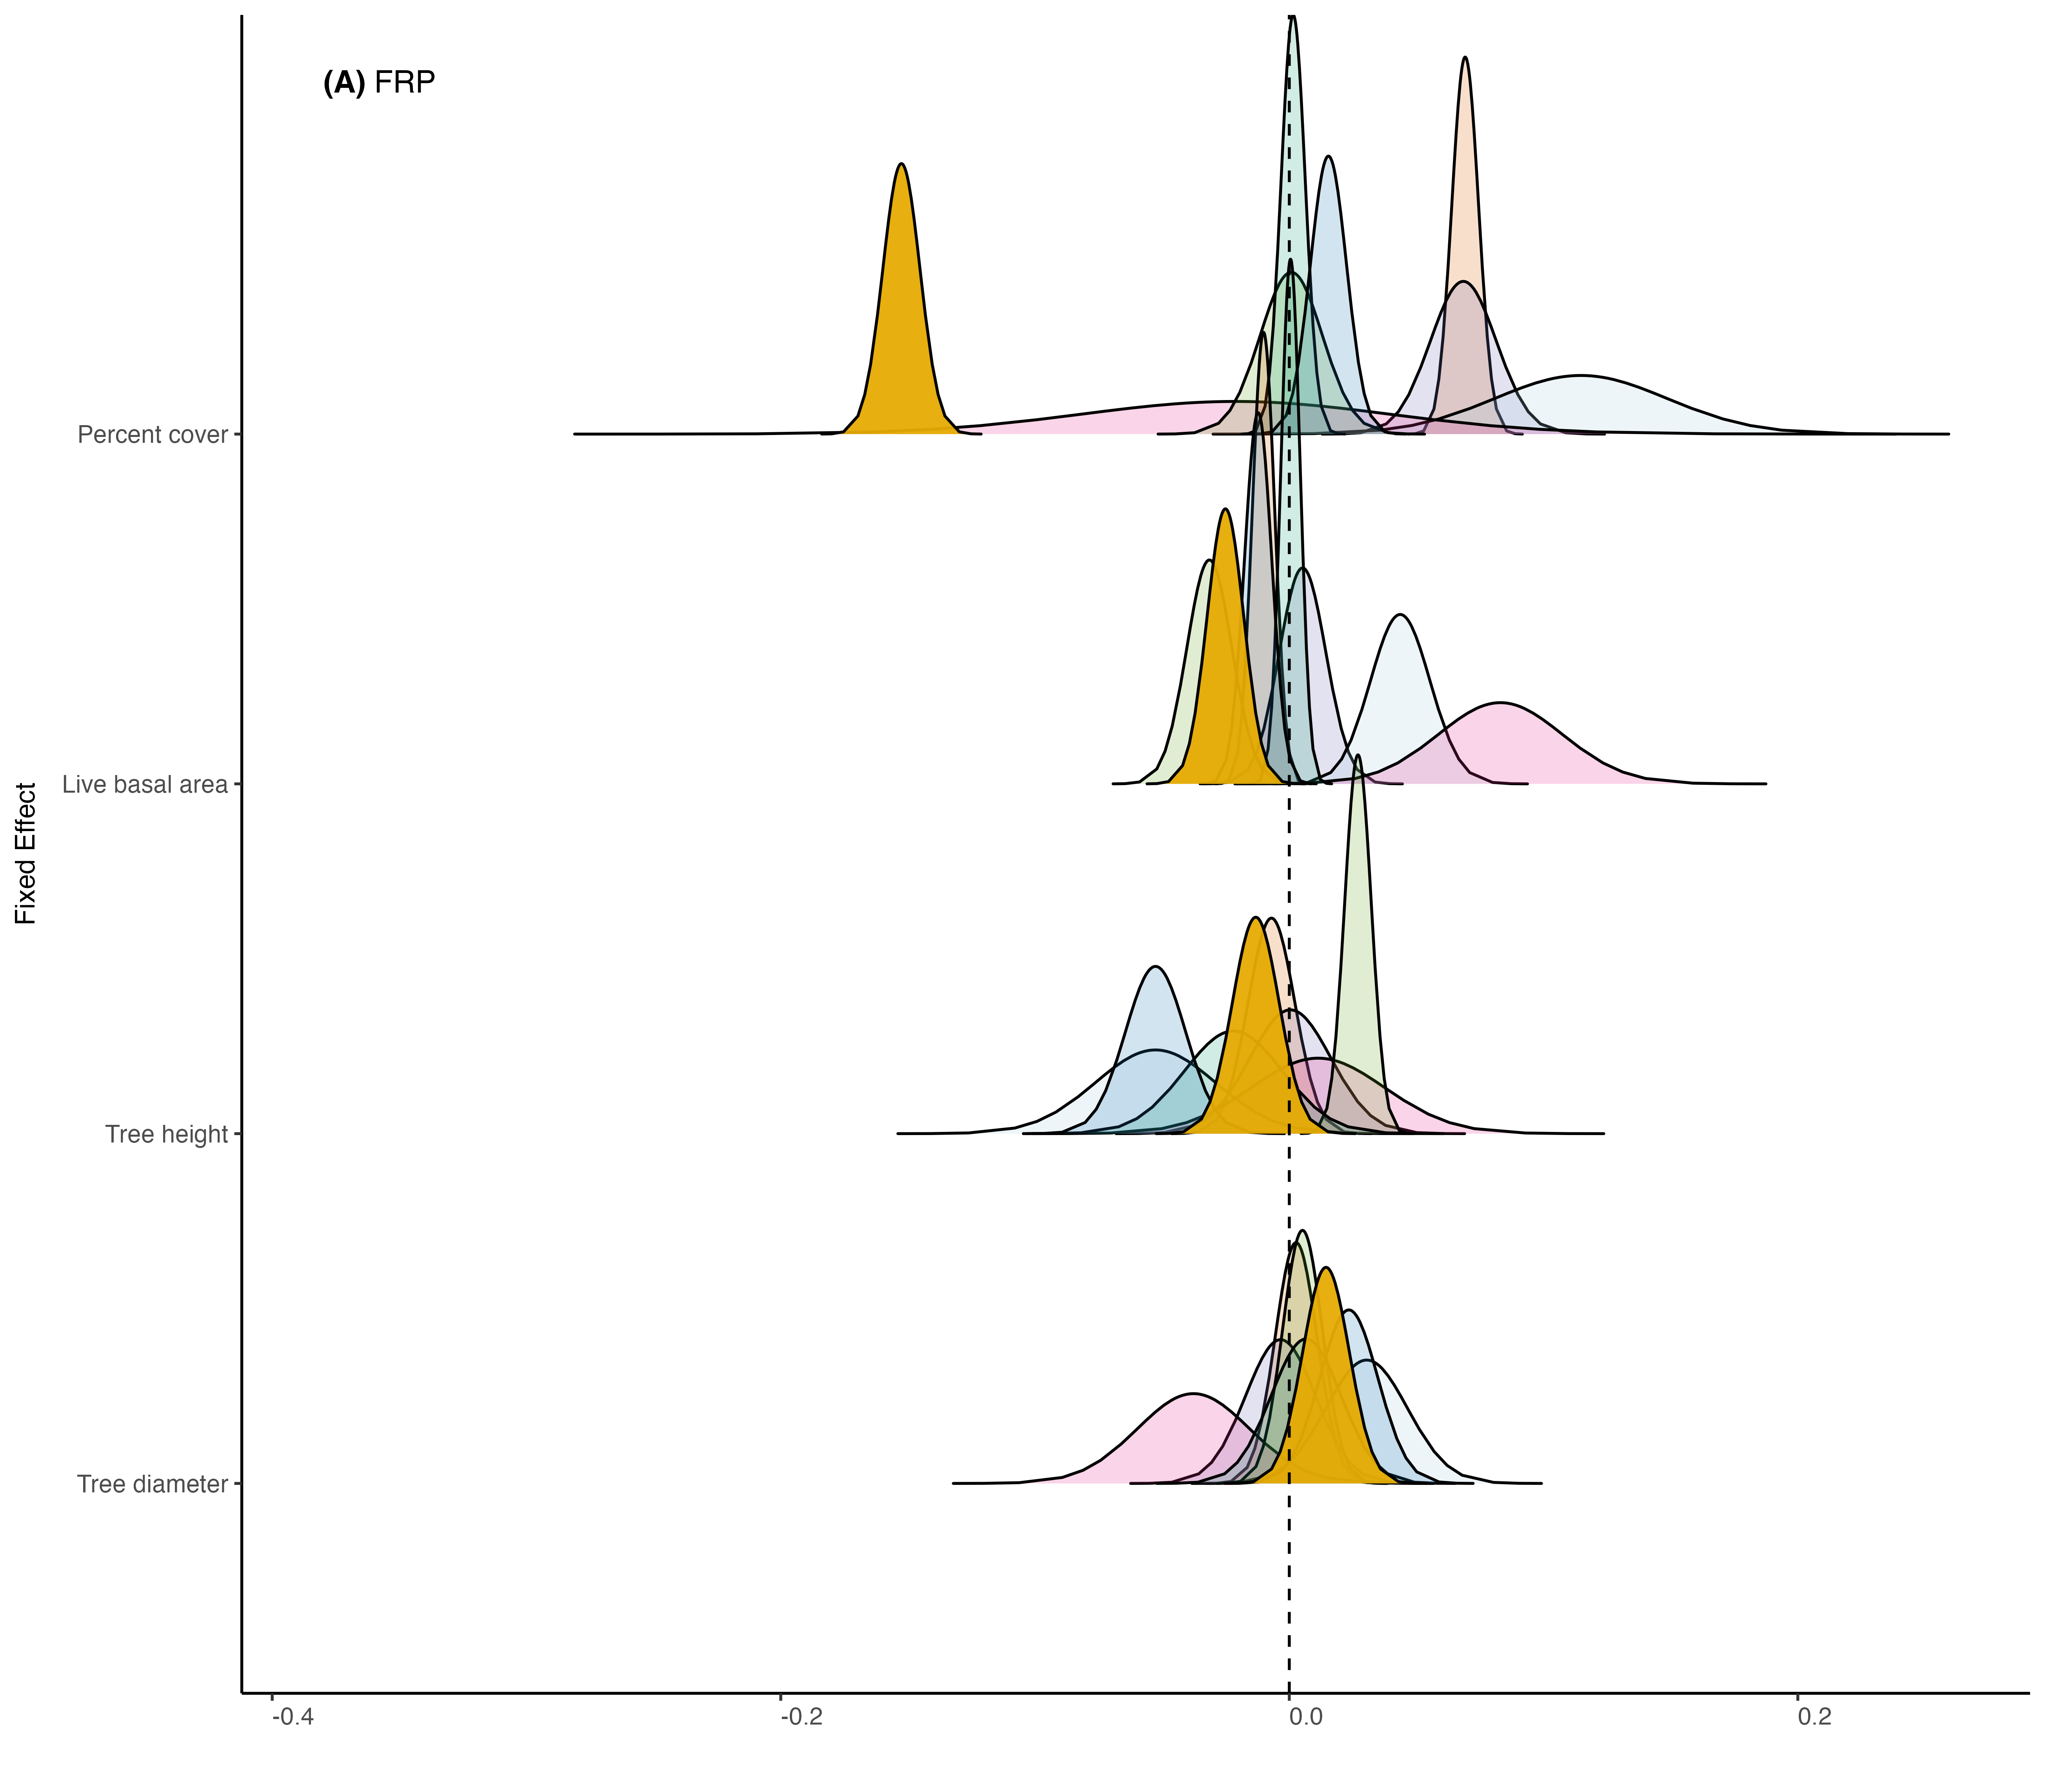 (A) FRP
Percent cover
Live basal area
Fixed Effect
Tree height
Tree diameter
-0.4 -0.2 0.0 0.2